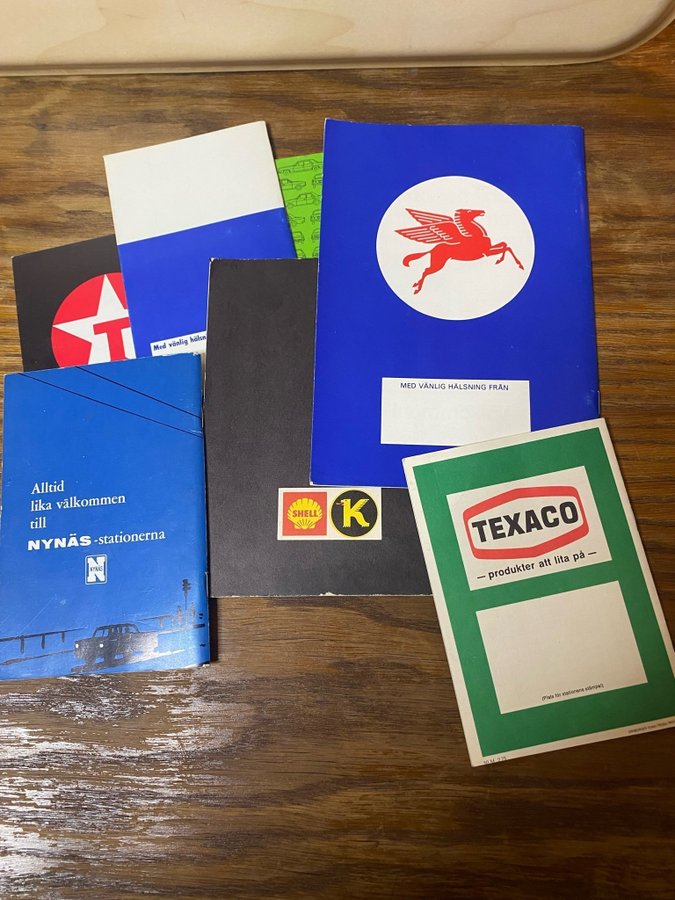 T
Med vänlig hälsn
MED VÄNLIG HÄLSNING FRÅN
Alltid
lika välkommen
till
NYNÄS-stationerna
N
NYNÄS
SHELL
K
TEXACO
— produkter att lita på —
(Plats för stationens stämpel)